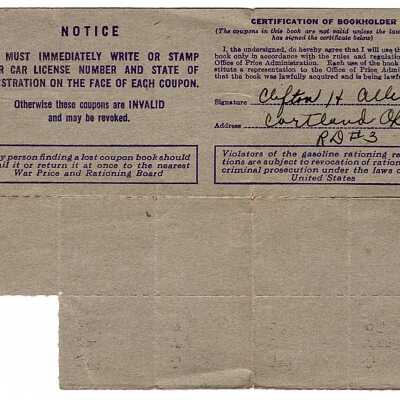 NOTICE
MUST IMMEDIATELY WRITE OR STAMP
CAR LICENSE NUMBER AND STATE OF
ISTRATION ON THE FACE OF EACH COUPON.
Otherwise these coupons are INVALID
and may be revoked.
y person finding a lost coupon book should
il it or return it at once to the nearest
War Price and Rationing Board
CERTIFICATION OF BOOKHOLDER
(The coupons in this book are not valid unless the law
has signed the certificate below)
I, the undersigned, do hereby agree that I will use th
book only in accordance with the rules and regulation
Office of Price Administration. Each use of the book
stitute a representation to the Office of Price Admini
that the book was lawfully acquired and is being lawf
Signature Clifton H Alle
Address Cortland O
RD#3
Violators of the gasoline rationing re
tions are subject to revocation of ration
criminal prosecution under the laws o
United States